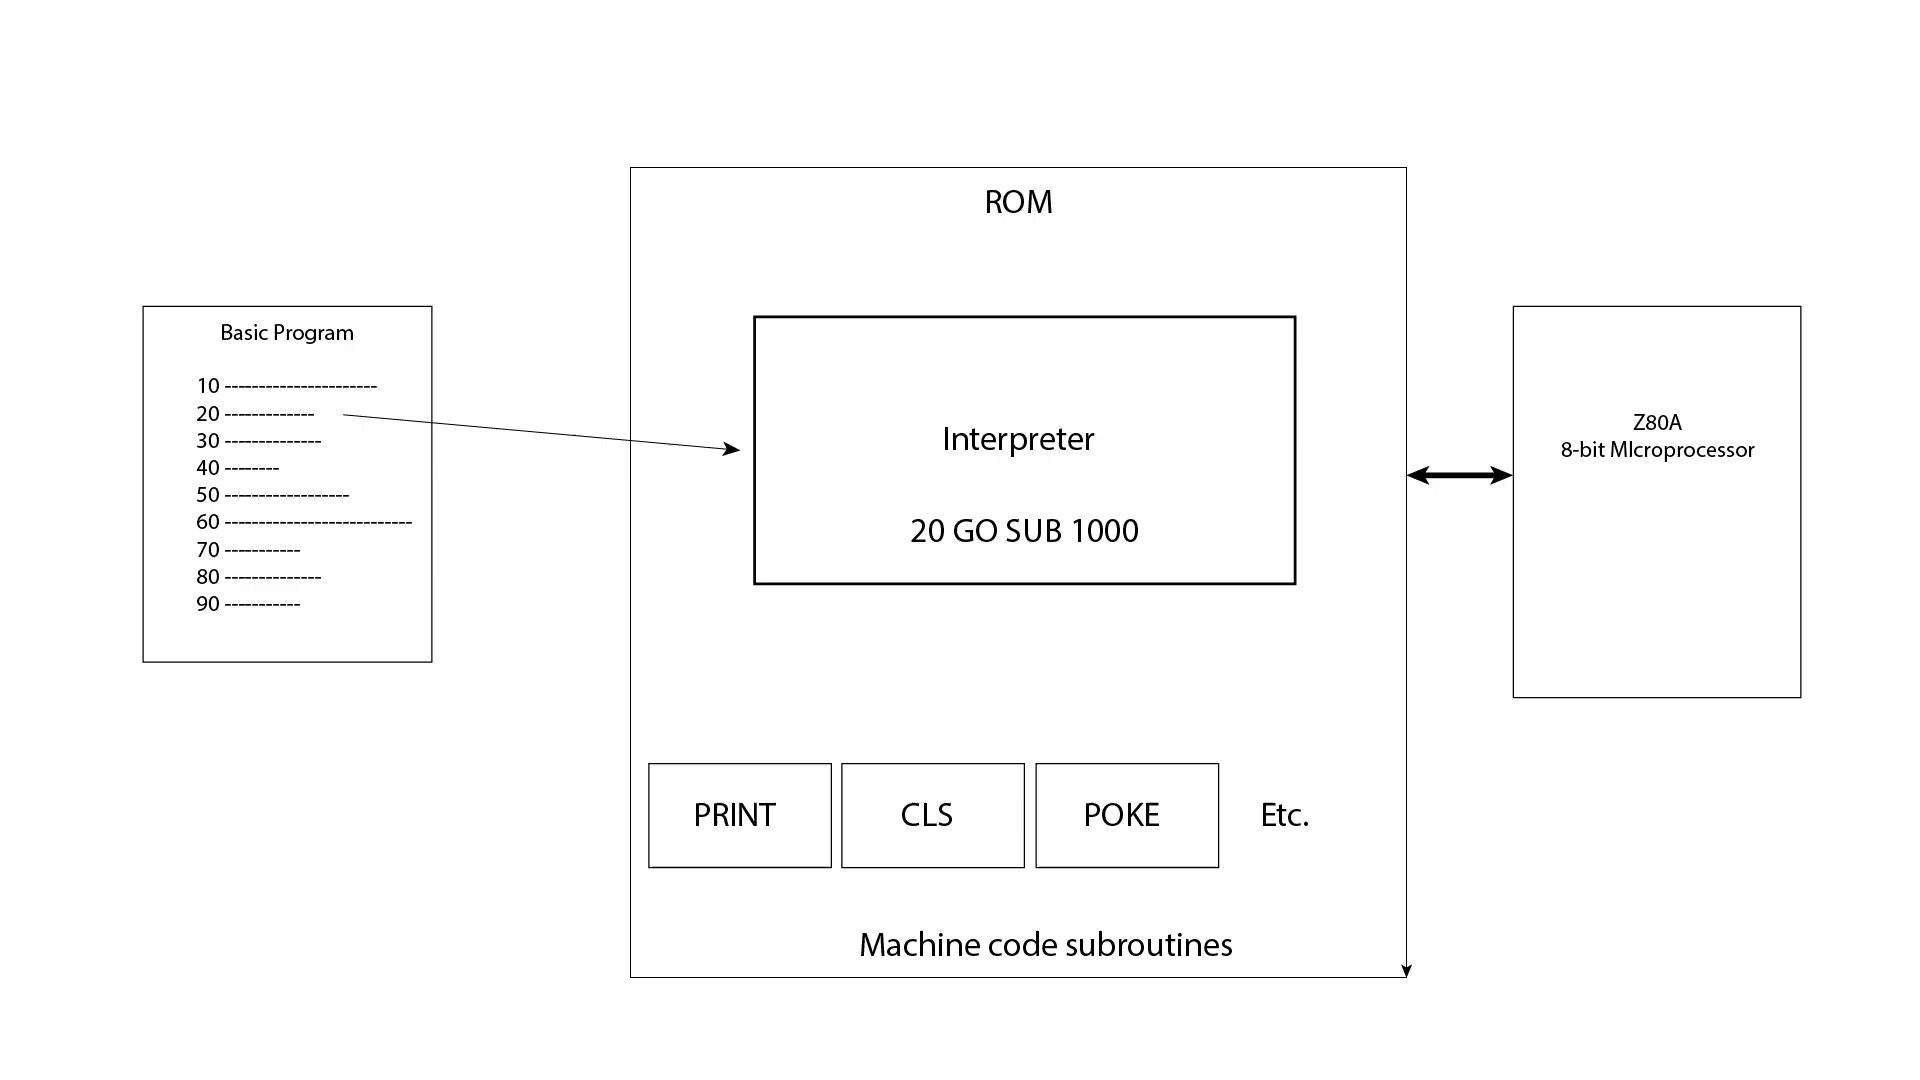 ROM
Basic Program
10 ----------------------
20 -------------
30 --------------
40 --------
50 ------------------
60 ---------------------------
70 -----------
80 --------------
90 -----------
Interpreter
20 GO SUB 1000
Z80A
8-bit MIcroprocessor
PRINT
CLS
POKE
Etc.
Machine code subroutines